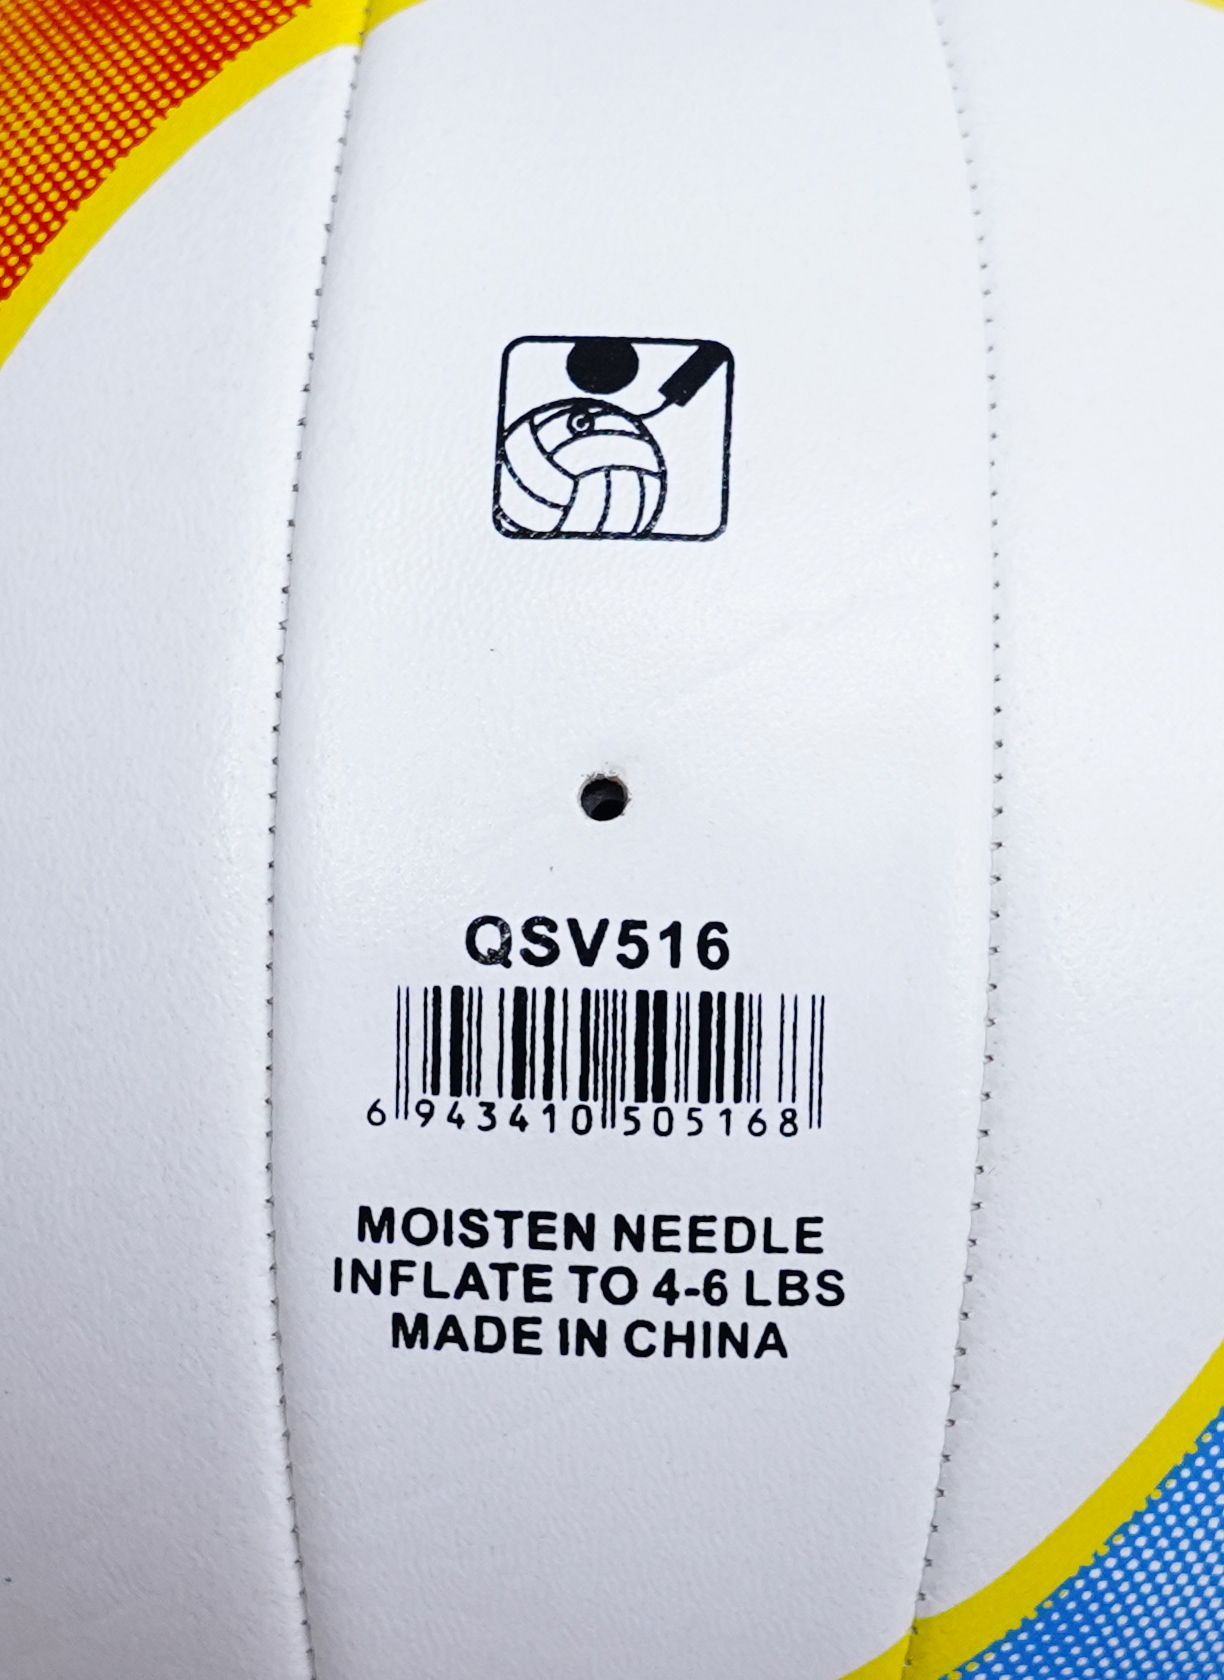 QSV516
6 943410 505168
MOISTEN NEEDLE
INFLATE TO 4-6 LBS
MADE IN CHINA